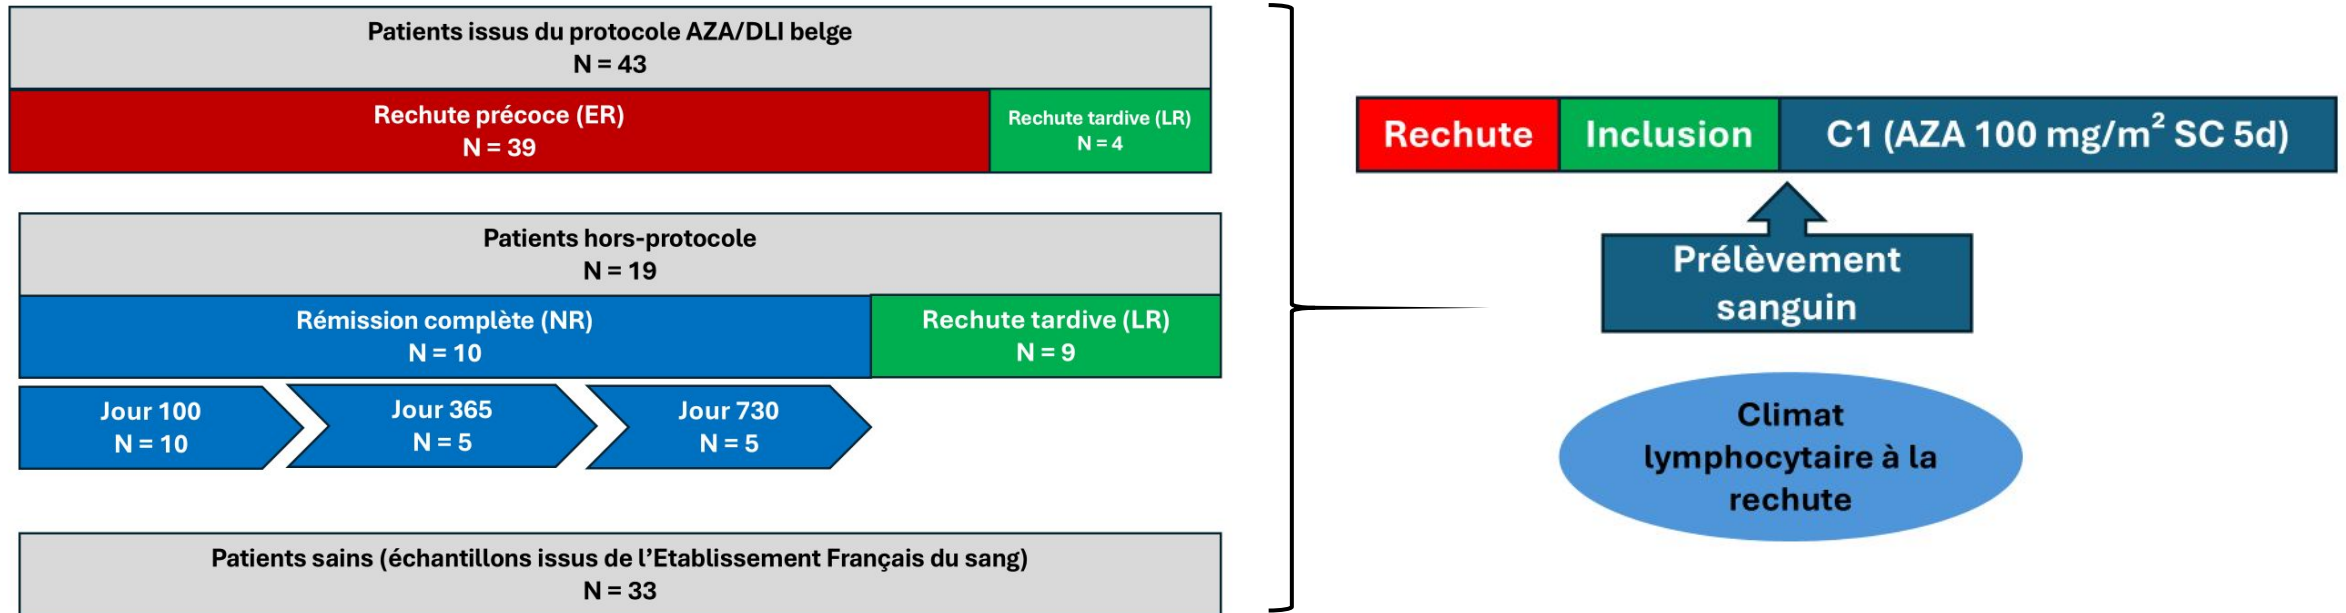 Patients issus du protocole AZA/DLI belge
N = 43
Rechute précoce (ER)
N = 39
Rechute tardive (LR)
N = 4
Patients hors-protocole
N = 19
Rémission complète (NR)
N = 10
Rechute tardive (LR)
N = 9
Jour 100
N = 10
Jour 365
N = 5
Jour 730
N = 5
Patients sains (échantillons issus de l’Etablissement Français du sang)
N = 33
Rechute
Inclusion
C1 (AZA 100 mg/m² SC 5d)
Prélèvement
sanguin
Climat
lymphocytaire à la
rechute